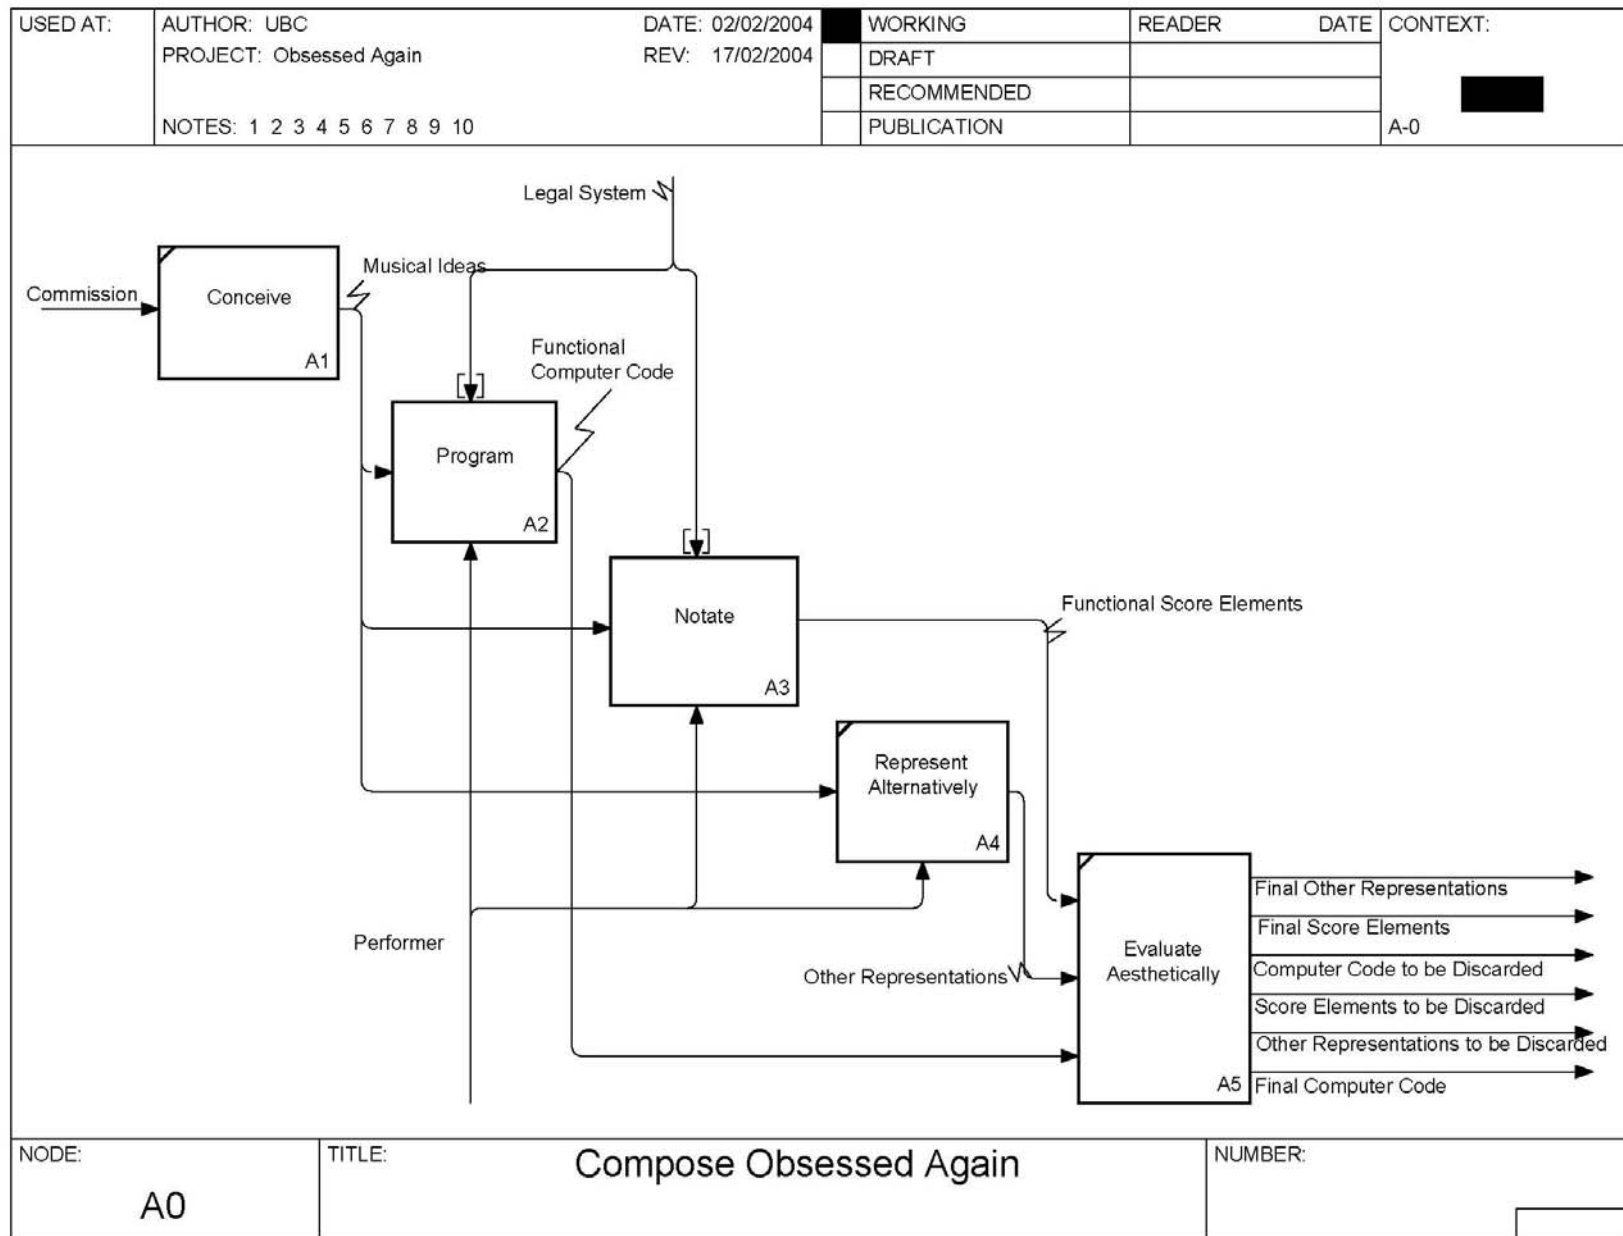 USED AT:
AUTHOR: UBC
DATE: 02/02/2004
PROJECT: Obsessed Again
REV: 17/02/2004
NOTES: 1 2 3 4 5 6 7 8 9 10
WORKING
DRAFT
RECOMMENDED
PUBLICATION
READER DATE
CONTEXT:
A-0
Legal System
Commission
Conceive
A1
Musical Ideas
Functional
Computer Code
Program
A2
Notate
A3
Functional Score Elements
Represent
Alternatively
A4
Performer
Other Representations
Evaluate
Aesthetically
A5
Final Other Representations
Final Score Elements
Computer Code to be Discarded
Score Elements to be Discarded
Other Representations to be Discarded
Final Computer Code
NODE:
A0
TITLE:
Compose Obsessed Again
NUMBER: